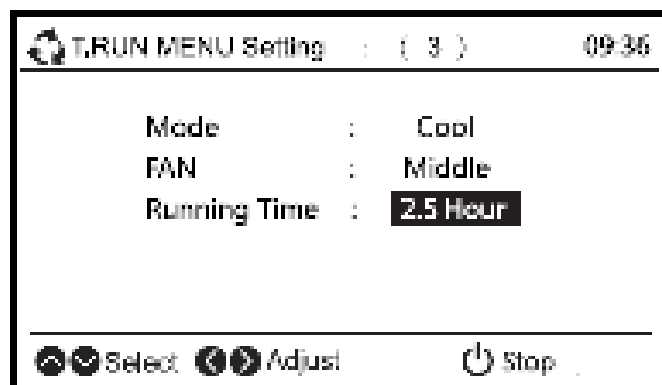 T.RUN MENU Setting : ( 3 ) 09:36
Mode : Cool
FAN : Middle
Running Time : 2.5 Hour
Select Adjust Stop